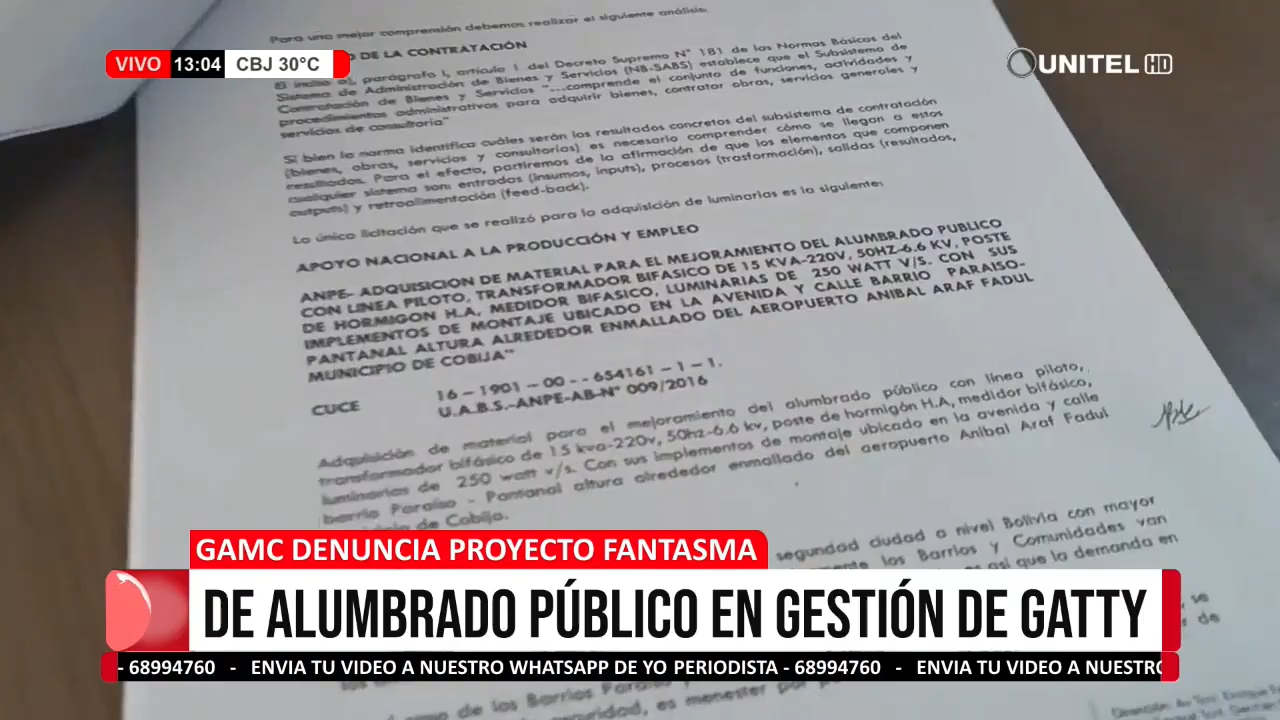 Para una mejor comprensión debemos realizar el siguiente análisis.
O DE LA CONTRATACIÓN
El inciso a), parágrafo I, artículo 1 del Decreto Supremo N° 181 de las Normas Básicas del
Sistema de Administración de Bienes y Servicios (NB-SABS) establece que el Subsistema de
Contratación de Bienes y Servicios "...comprende el conjunto de funciones, actividades y
procedimientos administrativos para adquirir bienes, contratar obras, servicios generales y
servicios de consultoría"
Si bien la norma identifica cuáles serán los resultados concretos del subsistema de contratación
(bienes, obras, servicios y consultorías) es necesario comprender cómo se llegan a estos
resultados. Para el efecto, partiremos de la afirmación de que los elementos que componen
cualquier sistema son: entradas (insumos, inputs), procesos (trasformación), salidas (resultados,
outputs) y retroalimentación (feed-back).
La única licitación que se realizó para la adquisición de luminarias es la siguiente:
APOYO NACIONAL A LA PRODUCCIÓN Y EMPLEO
ANPE- ADQUISICION DE MATERIAL PARA EL MEJORAMIENTO DEL ALUMBRADO PUBLICO
CON LINEA PILOTO, TRANSFORMADOR BIFASICO DE 15 KVA-220V, 50HZ-6.6 KV, POSTE
DE HORMIGON H.A, MEDIDOR BIFASICO, LUMINARIAS DE 250 WATT V/S. CON SUS
IMPLEMENTOS DE MONTAJE UBICADO EN LA AVENIDA Y CALLE BARRIO PARAISO-
PANTANAL ALTURA ALREDEDOR ENMALLADO DEL AEROPUERTO ANIBAL ARAF FADUL
MUNICIPIO DE COBIJA"
CUCE 16-1901-00--654161-1-1.
U.A.B.S.-ANPE-AB-N° 009/2016
Adquisición de material para el mejoramiento del alumbrado público con línea piloto,
transformador bifásico de 15 kva-220v, 50hz-6.6 kv, poste de hormigón H.A, medidor bifásico,
luminarias de 250 watt v/s. Con sus implementos de montaje ubicado en la avenida y calle
barrio Paraíso - Pantanal altura alrededor enmallado del aeropuerto Anibal Araf Fadul
de Cobija.
segunda ciudad a nivel Bolivia con mayor
los Barrios y Comunidades van
así que la demanda en
se
de
de los Barrios
es menester por
VIVO 13:04 CBJ 30°C
UNITEL HD
GAMC DENUNCIA PROYECTO FANTASMA
DE ALUMBRADO PÚBLICO EN GESTIÓN DE GATTY
- 68994760 - ENVIA TU VIDEO A NUESTRO WHATSAPP DE YO PERIODISTA - 68994760 - ENVIA TU VIDEO A NUESTRO